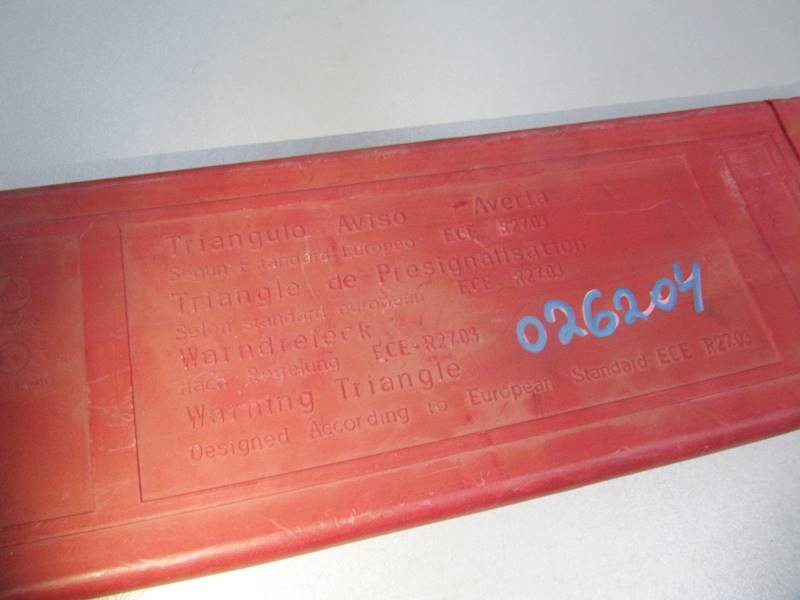 Triangulo Aviso Averia
Segun Estandard Europeo ECE R27.03
Triangle de Presignalisation
Selon standard european ECE R27.03
Warndreieck
nach Regelung ECE-R27.03
Warning Triangle
Designed According to European Standard ECE R27.03
026204